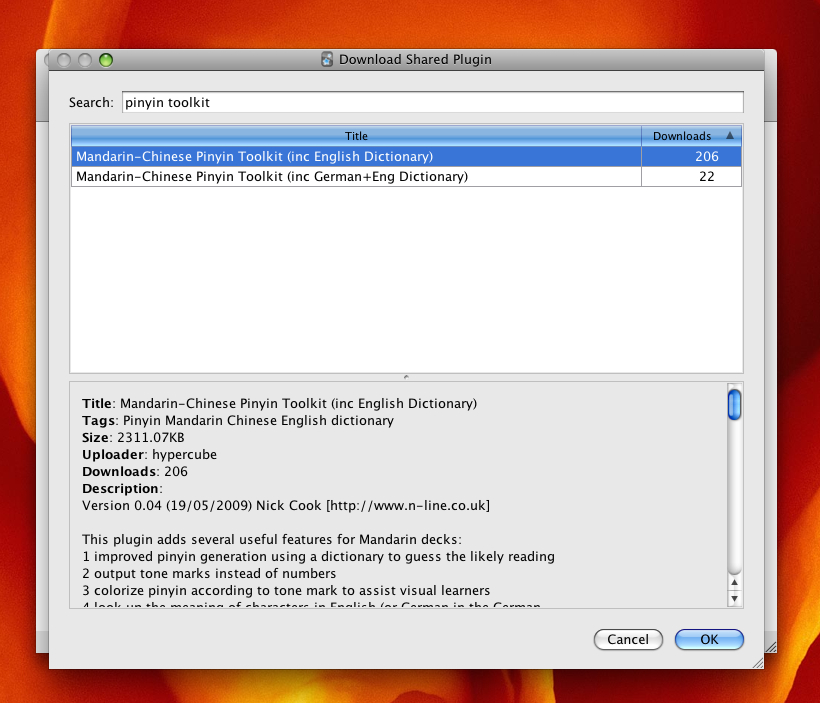 Download Shared Plugin
Search: pinyin toolkit
Title Downloads
Mandarin-Chinese Pinyin Toolkit (inc English Dictionary) 206
Mandarin-Chinese Pinyin Toolkit (inc German+Eng Dictionary) 22
Title: Mandarin-Chinese Pinyin Toolkit (inc English Dictionary)
Tags: Pinyin Mandarin Chinese English dictionary
Size: 2311.07KB
Uploader: hypercube
Downloads: 206
Description:
Version 0.04 (19/05/2009) Nick Cook [http://www.n-line.co.uk]
This plugin adds several useful features for Mandarin decks:
1 improved pinyin generation using a dictionary to guess the likely reading
2 output tone marks instead of numbers
3 colorize pinyin according to tone mark to assist visual learners
4 look up the meaning of characters in English (or German in the German
Cancel OK